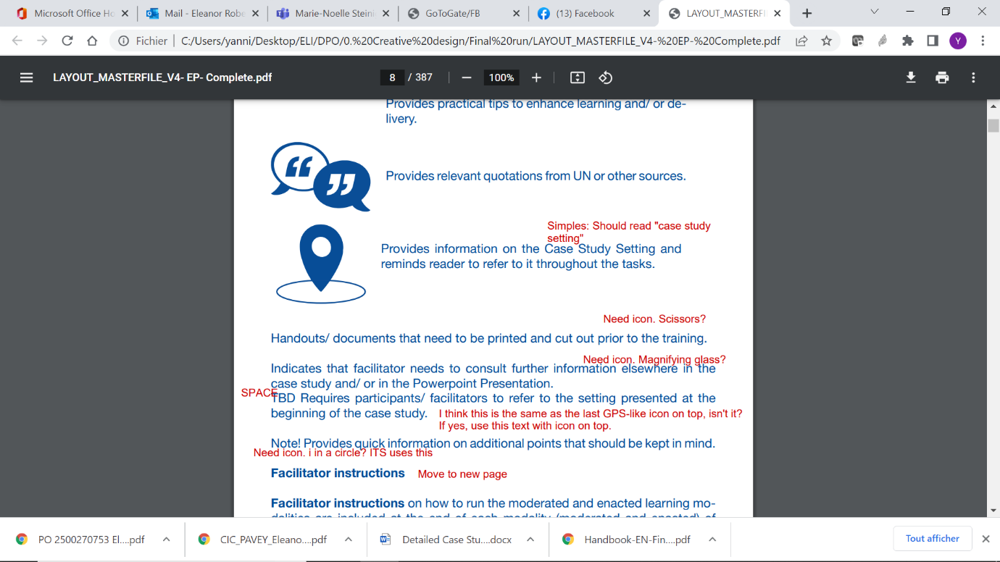 Microsoft Office Ho
Mail - Eleanor Robe
Marie-Noelle Steini
GoToGate/FB
(13) Facebook
LAYOUT_MASTERFI
Fichier
C:/Users/yanni/Desktop/ELI/DPO/0.%20Creative%20design/Final%20run/LAYOUT_MASTERFILE_V4-%20EP-%20Complete.pdf
Y
LAYOUT_MASTERFILE_V4- EP- Complete.pdf
8 / 387
100%
Provides practical tips to enhance learning and/ or de-
livery.
Provides relevant quotations from UN or other sources.
Simples: Should read "case study
setting"
Provides information on the Case Study Setting and
reminds reader to refer to it throughout the tasks.
Need icon. Scissors?
Handouts/ documents that need to be printed and cut out prior to the training.
Need icon. Magnifying glass?
Indicates that facilitator needs to consult further information elsewhere in the
case study and/ or in the Powerpoint Presentation.
SPACE
TBD Requires participants/ facilitators to refer to the setting presented at the
beginning of the case study.
I think this is the same as the last GPS-like icon on top, isn't it?
If yes, use this text with icon on top.
Note! Provides quick information on additional points that should be kept in mind.
Need icon. i in a circle? ITS uses this
Facilitator instructions
Move to new page
Facilitator instructions on how to run the moderated and enacted learning mo-
dalities are included at the end of each modality (moderated and enacted) of
PO 2500270753 El....pdf
CIC_PAVEY_Eleano....pdf
Detailed Case Stu....docx
Handbook-EN-Fin....pdf
Tout afficher